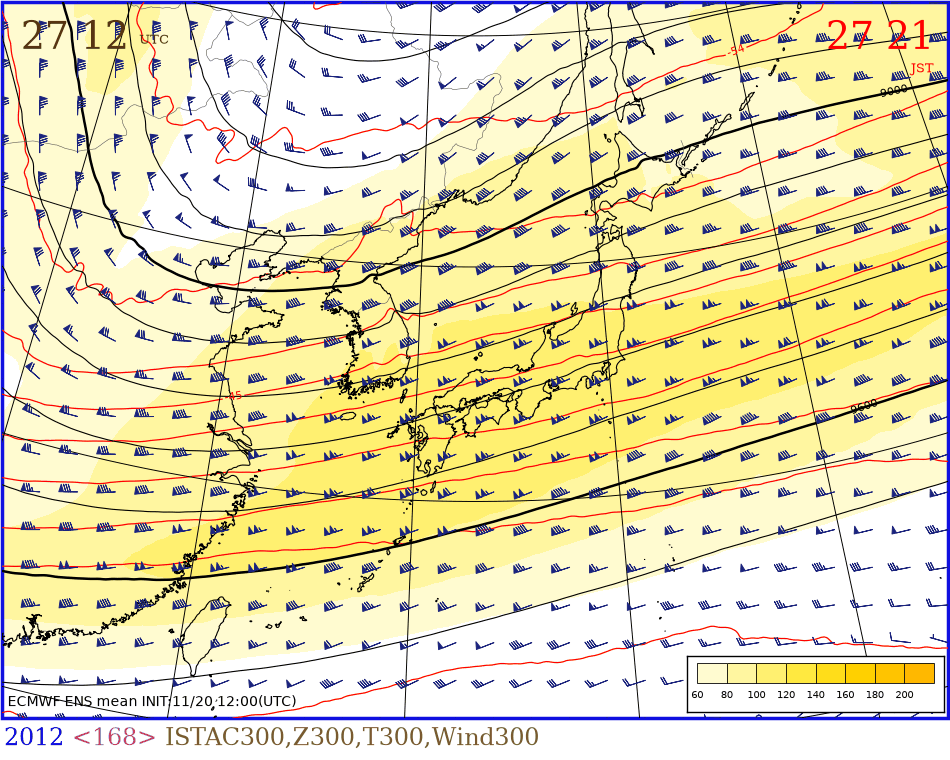 27 12 UTC
27 21
JST
-54
9000
-45
9600
60 80 100 120 140 160 180 200
ECMWF ENS mean INIT:11/20 12:00(UTC)
2012 <168> ISTAC300,Z300,T300,Wind300